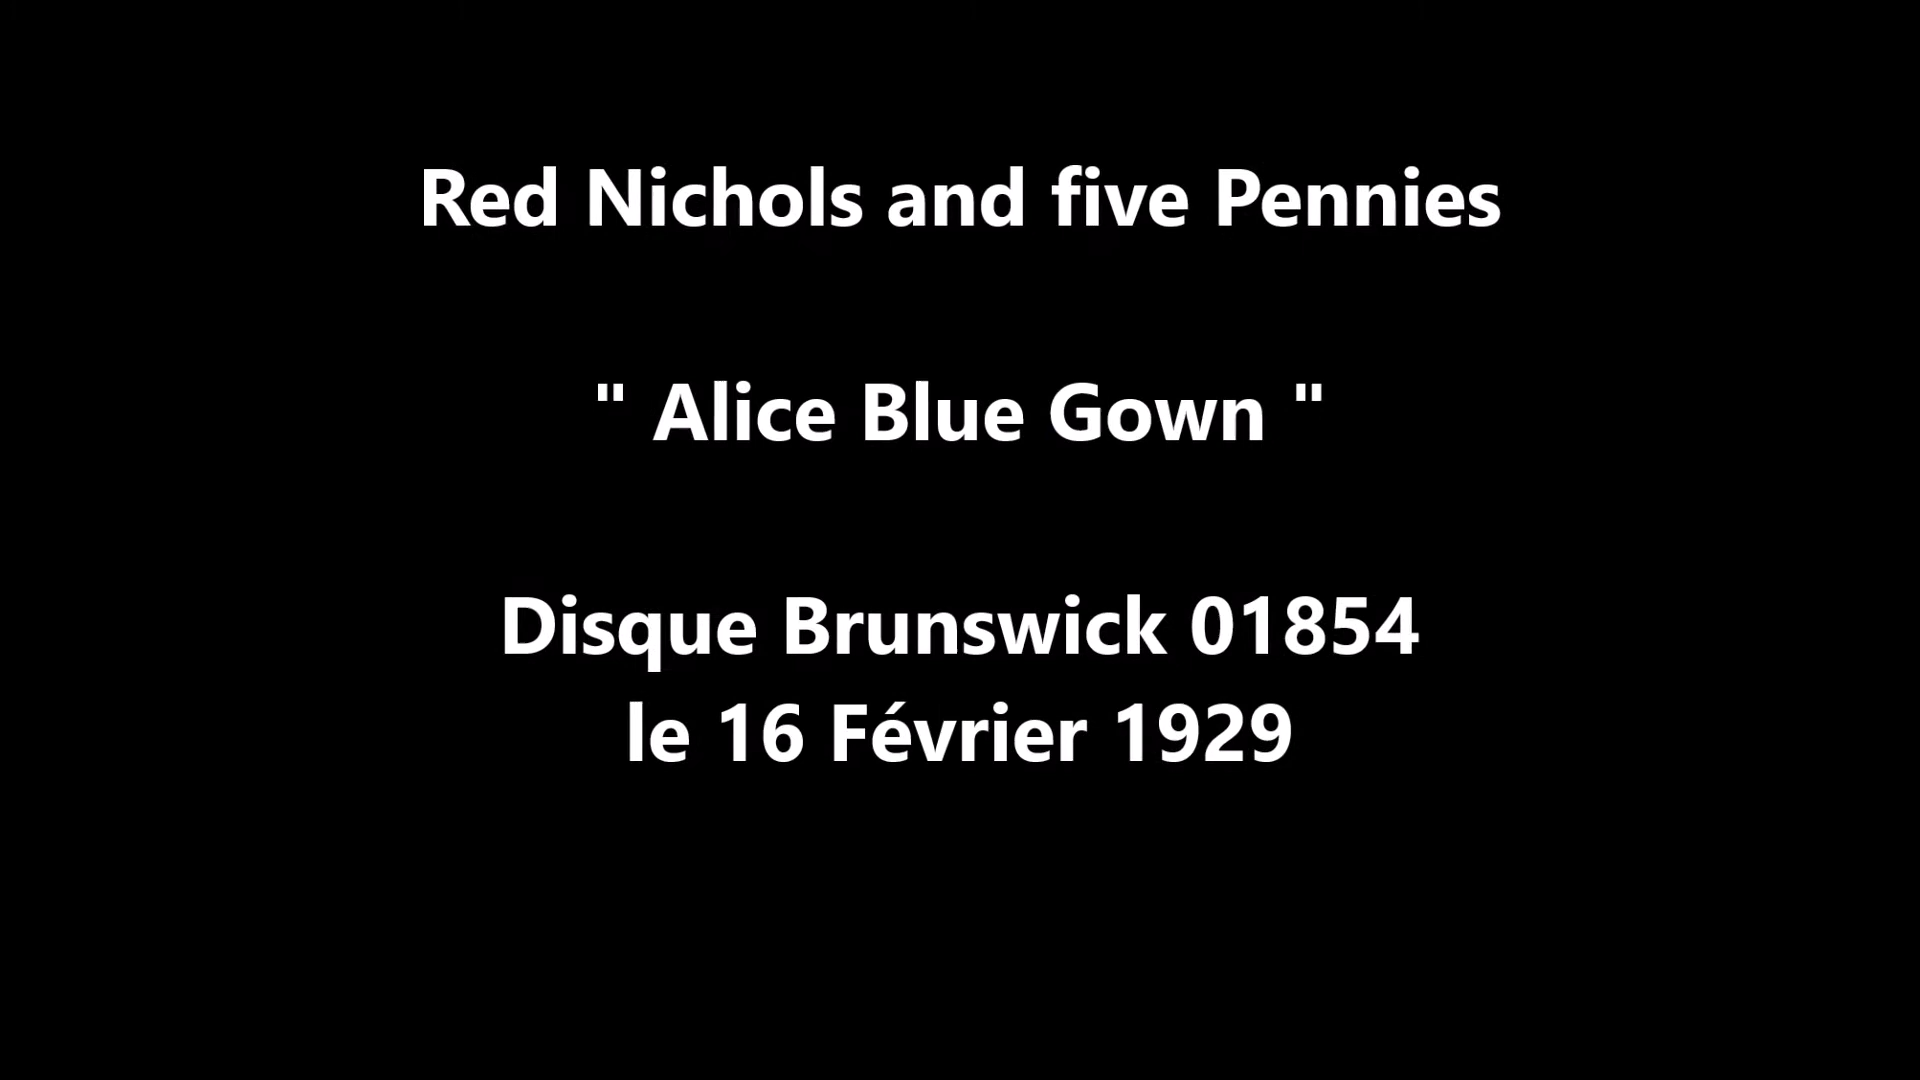 Red Nichols and five Pennies
" Alice Blue Gown "
Disque Brunswick 01854
le 16 Février 1929